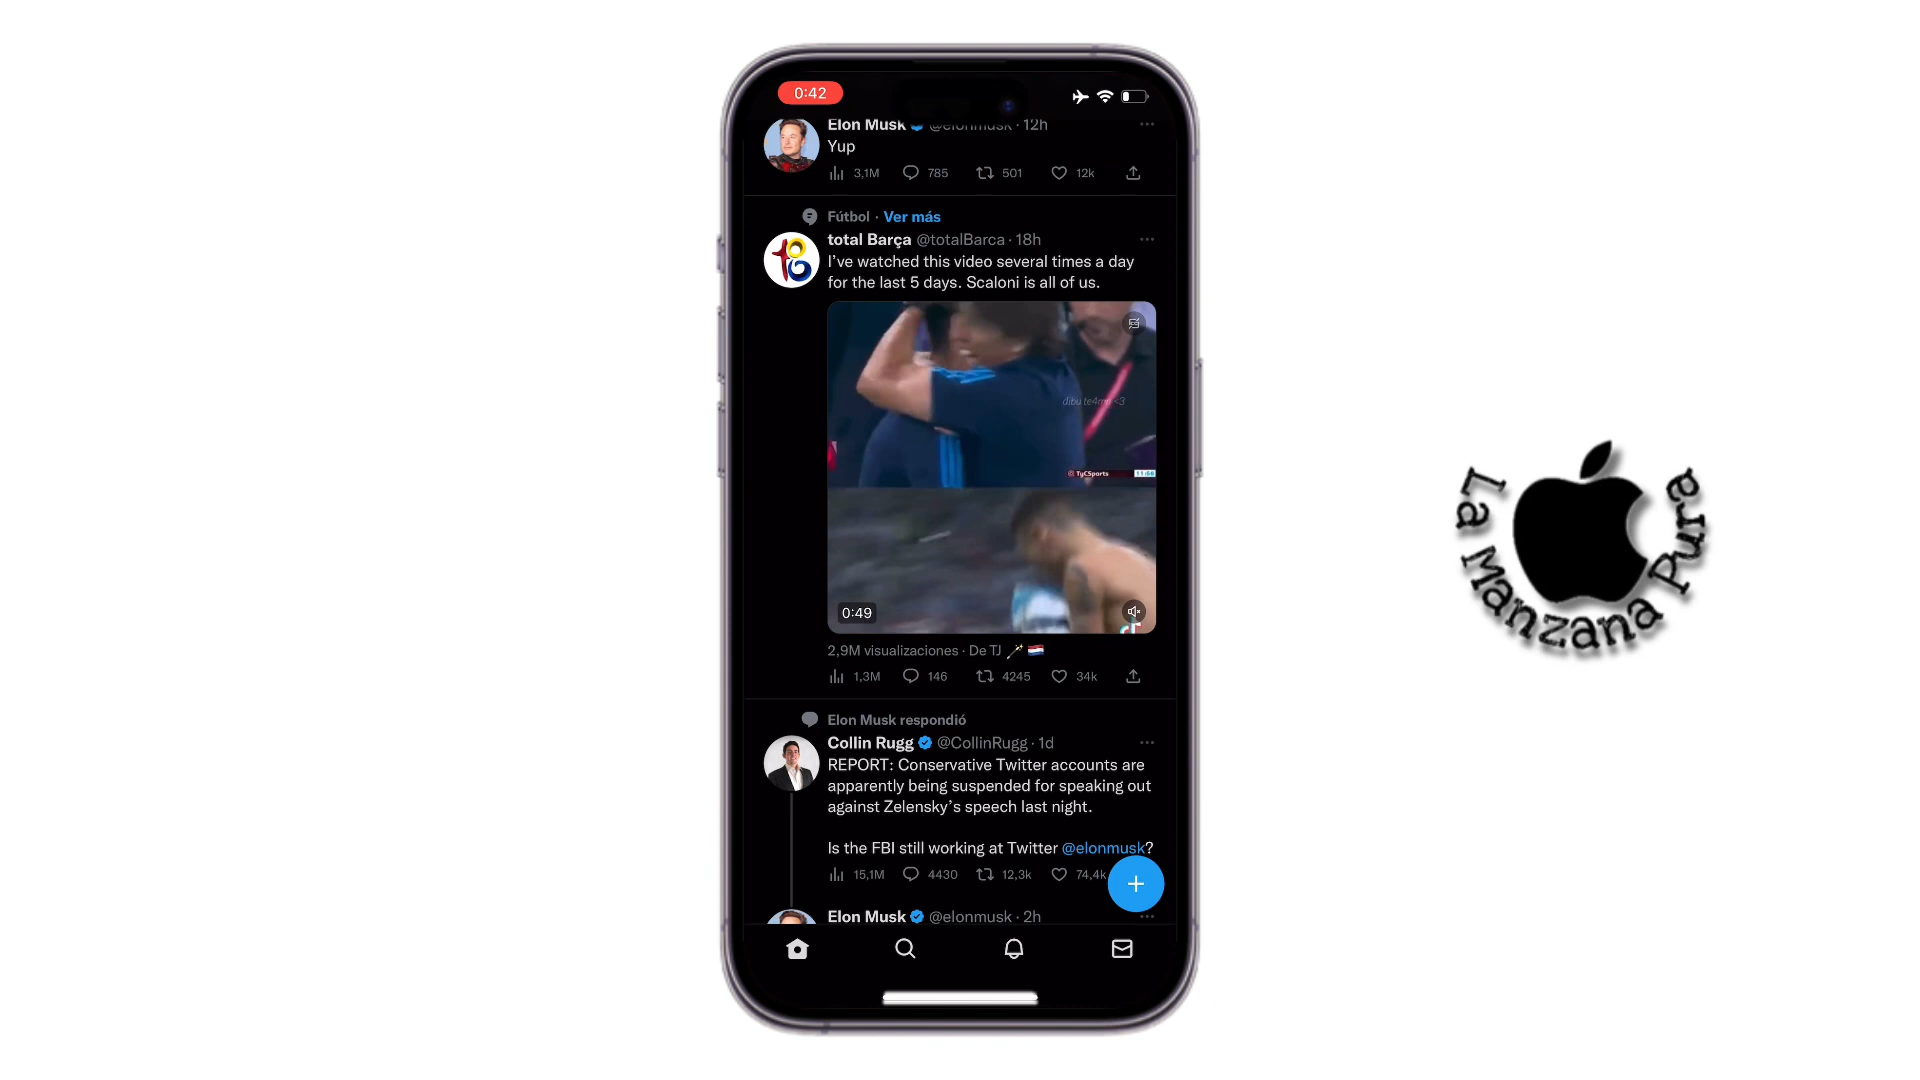 0:42
Elon Musk @elonmusk · 12h
Yup
3,1M 785 501 12k
Fútbol · Ver más
total Barça @totalBarca · 18h
I've watched this video several times a day
for the last 5 days. Scaloni is all of us.
dibu te4mo <3
TyCSports
0:49
2,9M visualizaciones · De TJ
1,3M 146 4245 34k
Elon Musk respondió
Collin Rugg @CollinRugg · 1d
REPORT: Conservative Twitter accounts are
apparently being suspended for speaking out
against Zelensky's speech last night.
Is the FBI still working at Twitter @elonmusk?
15,1M 4430 12,3k 74,4k
Elon Musk @elonmusk · 2h
La Manzana Pure